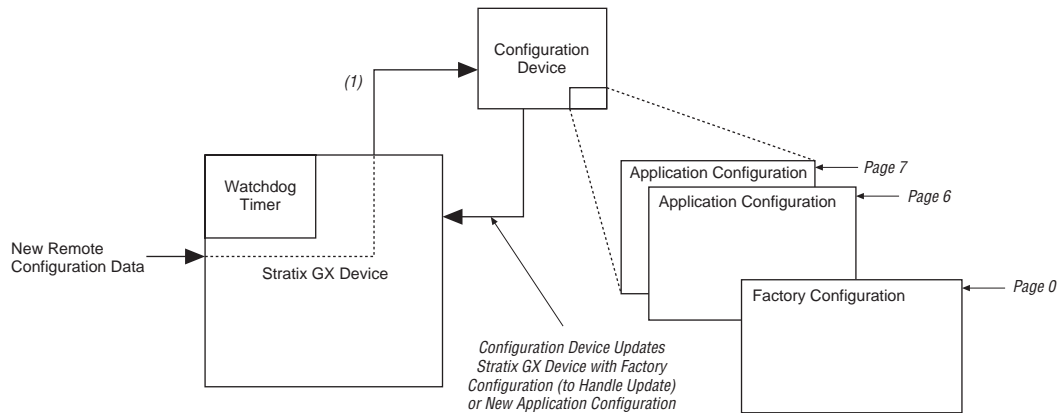 Configuration
Device
(1)
Application Configuration
Page 7
Application Configuration
Page 6
Watchdog
Timer
New Remote
Configuration Data
Stratix GX Device
Factory Configuration
Page 0
Configuration Device Updates
Stratix GX Device with Factory
Configuration (to Handle Update)
or New Application Configuration